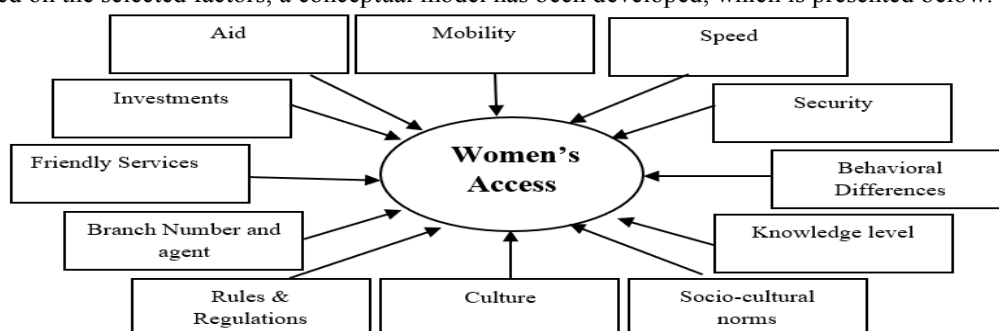 ed on the selected factors, a conceptual model has been developed, which is presented below.
Aid
Mobility
Speed
Investments
Security
Friendly Services
Women's
Access
Behavioral
Differences
Branch Number and
agent
Knowledge level
Rules &
Regulations
Culture
Socio-cultural
norms